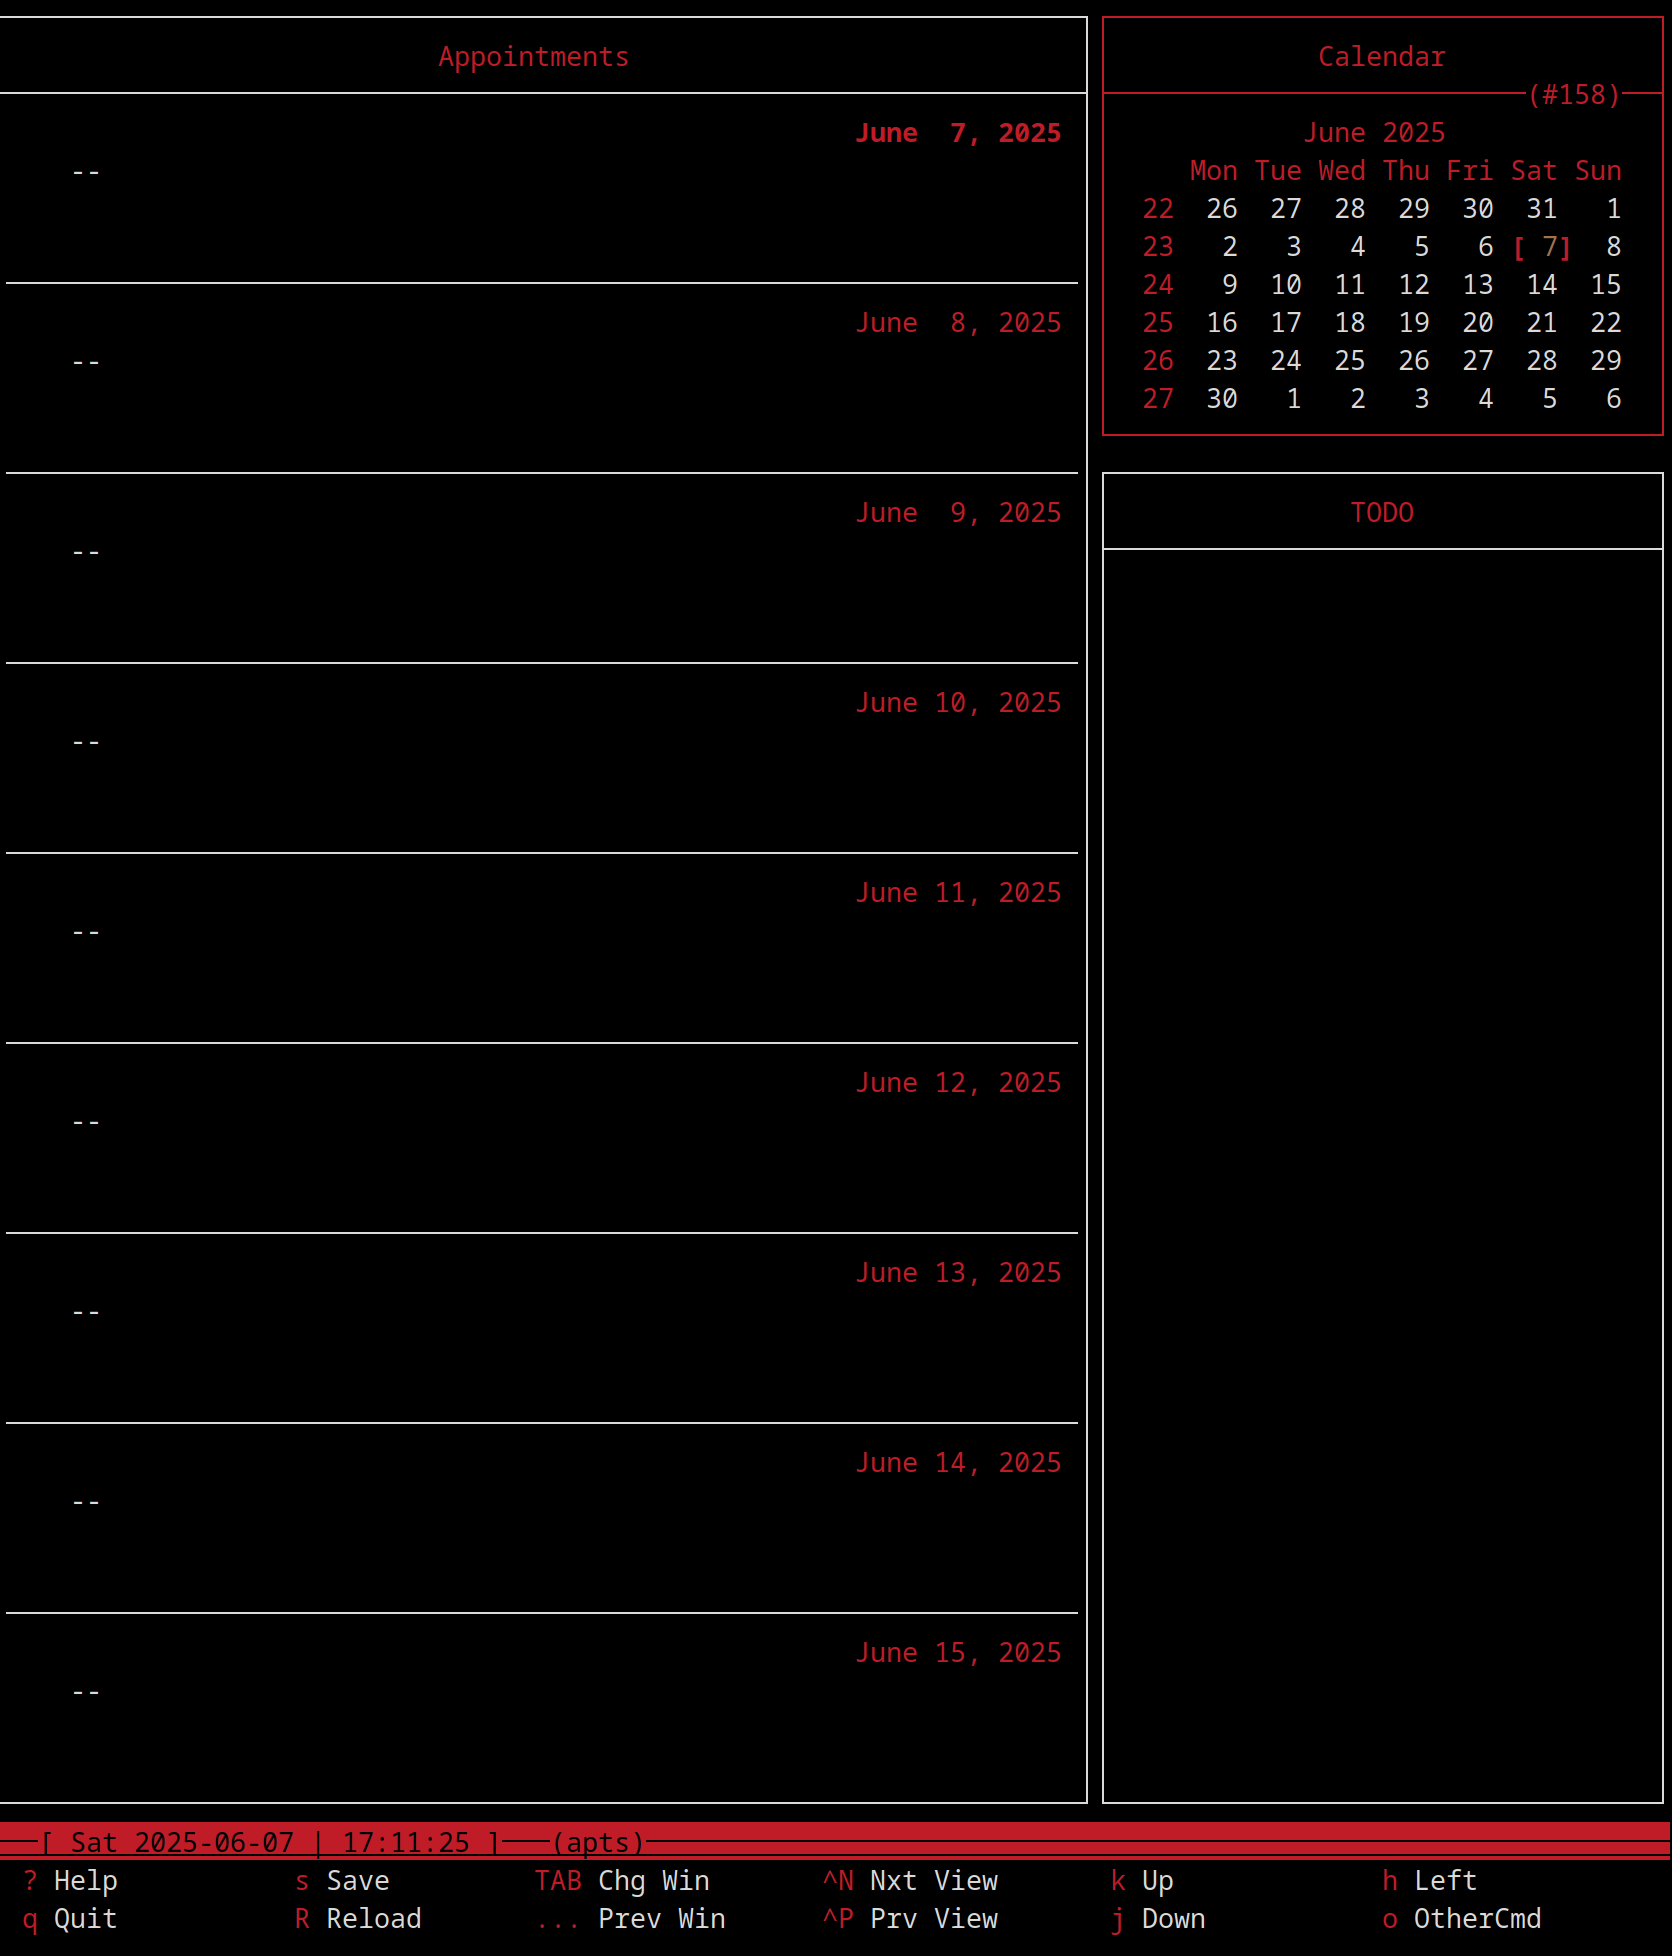 Appointments
June  7, 2025
--
June  8, 2025
--
June  9, 2025
--
June 10, 2025
--
June 11, 2025
--
June 12, 2025
--
June 13, 2025
--
June 14, 2025
--
June 15, 2025
--
Calendar
(#158)
June 2025
Mon Tue Wed Thu Fri Sat Sun
22 26 27 28 29 30 31 1
23 2 3 4 5 6 [ 7] 8
24 9 10 11 12 13 14 15
25 16 17 18 19 20 21 22
26 23 24 25 26 27 28 29
27 30 1 2 3 4 5 6
TODO
[ Sat 2025-06-07 | 17:11:25 ] (apts)
? Help s Save TAB Chg Win ^N Nxt View k Up h Left
q Quit R Reload ... Prev Win ^P Prv View j Down o OtherCmd